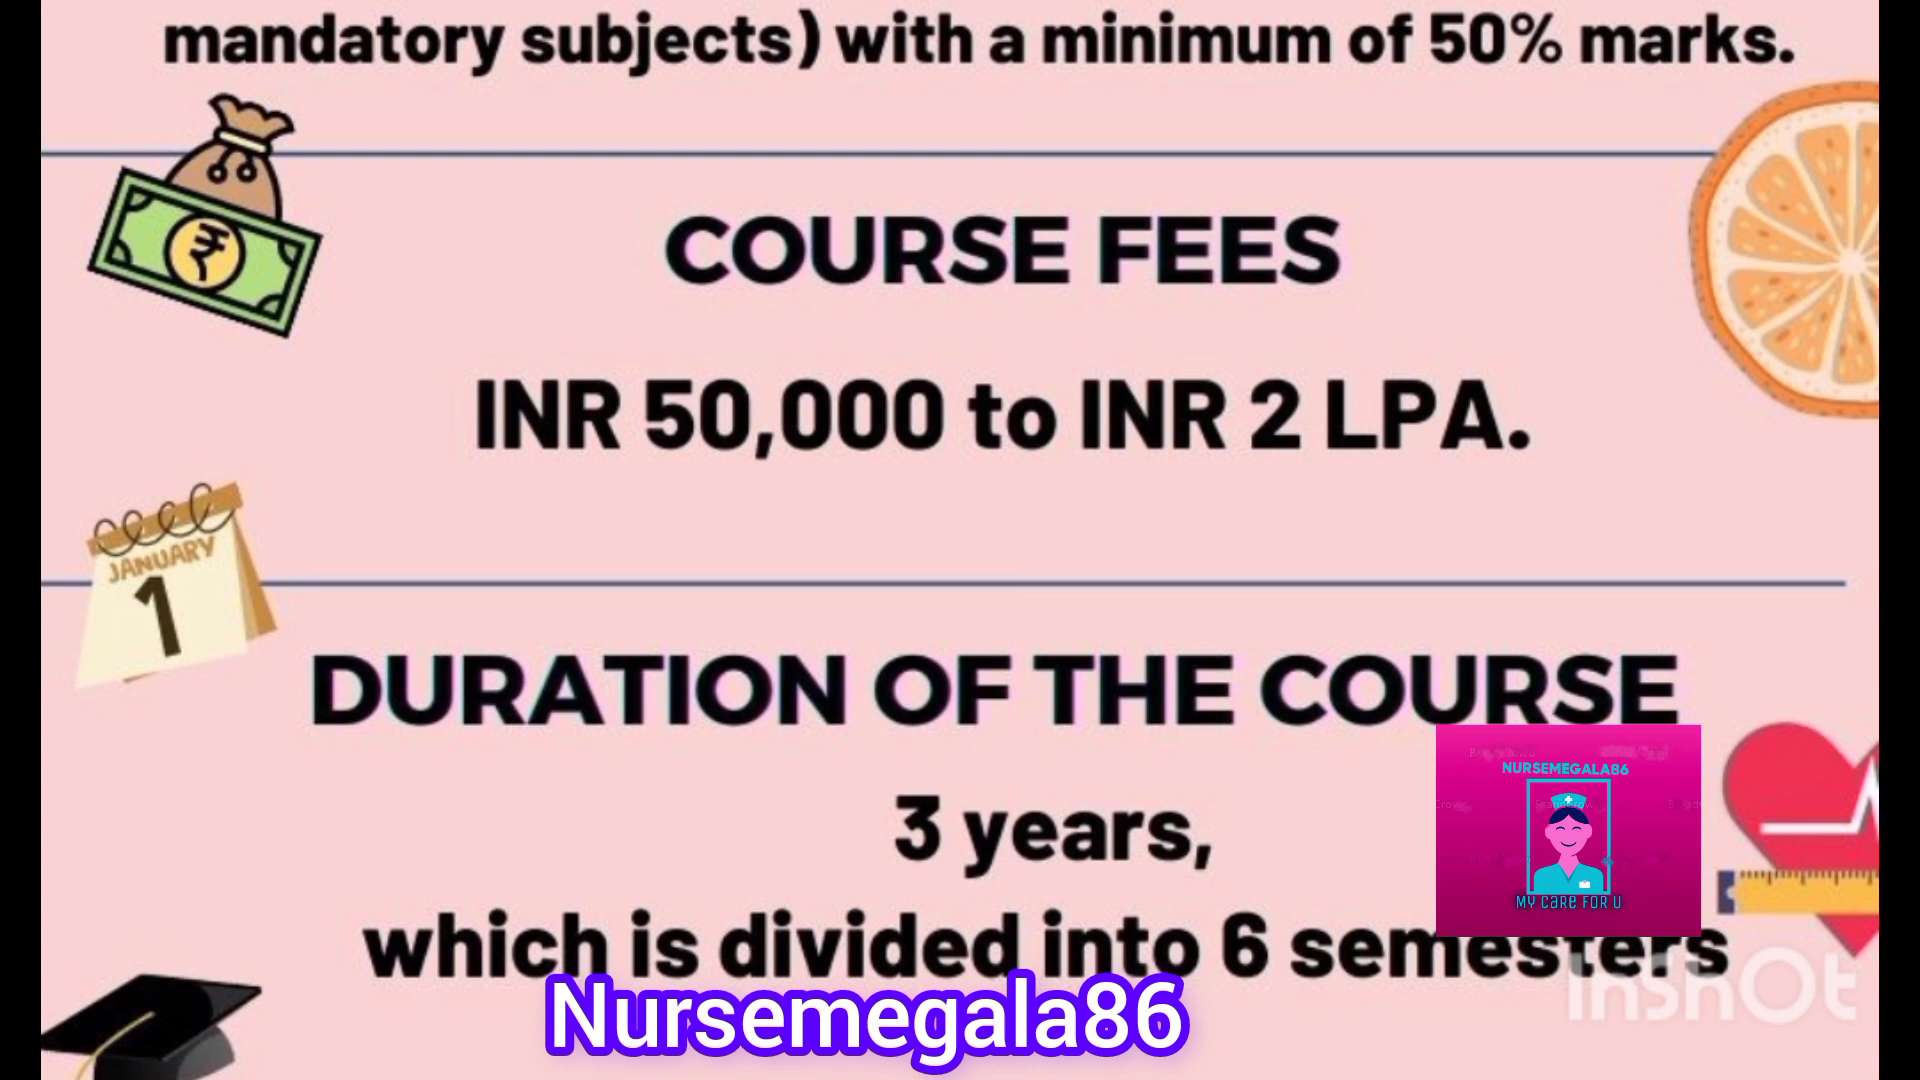 mandatory subjects) with a minimum of 50% marks.
COURSE FEES
₹
INR 50,000 to INR 2 LPA.
JANUARY
1
DURATION OF THE COURSE
3 years,
NURSEMEGALA86
MY CARE FOR U
which is divided into 6 semesters
InShOt
Nursemegala86